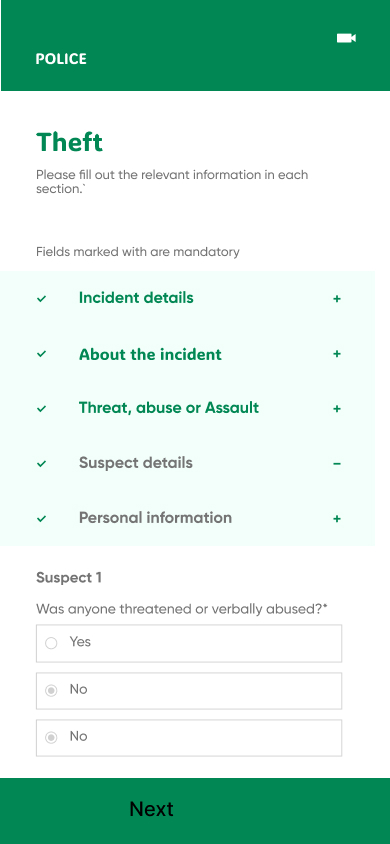 POLICE
Theft
Please fill out the relevant information in each
section.*
Fields marked with are mandatory
Incident details +
About the incident +
Threat, abuse or Assault +
Suspect details –
Personal information +
Suspect 1
Was anyone threatened or verbally abused?*
Yes
No
No
Next